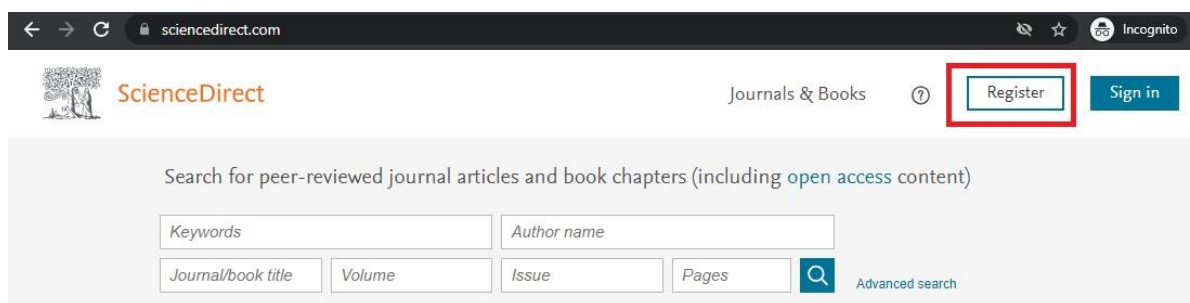 sciencedirect.com Incognito
ScienceDirect Journals & Books ? Register Sign in
Search for peer-reviewed journal articles and book chapters (including open access content)
Keywords Author name
Journal/book title Volume Issue Pages Advanced search